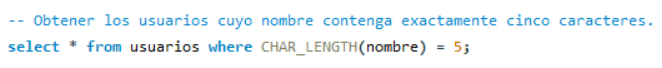 -- Obtener los usuarios cuyo nombre contenga exactamente cinco caracteres.
select * from usuarios where CHAR_LENGTH(nombre) = 5;